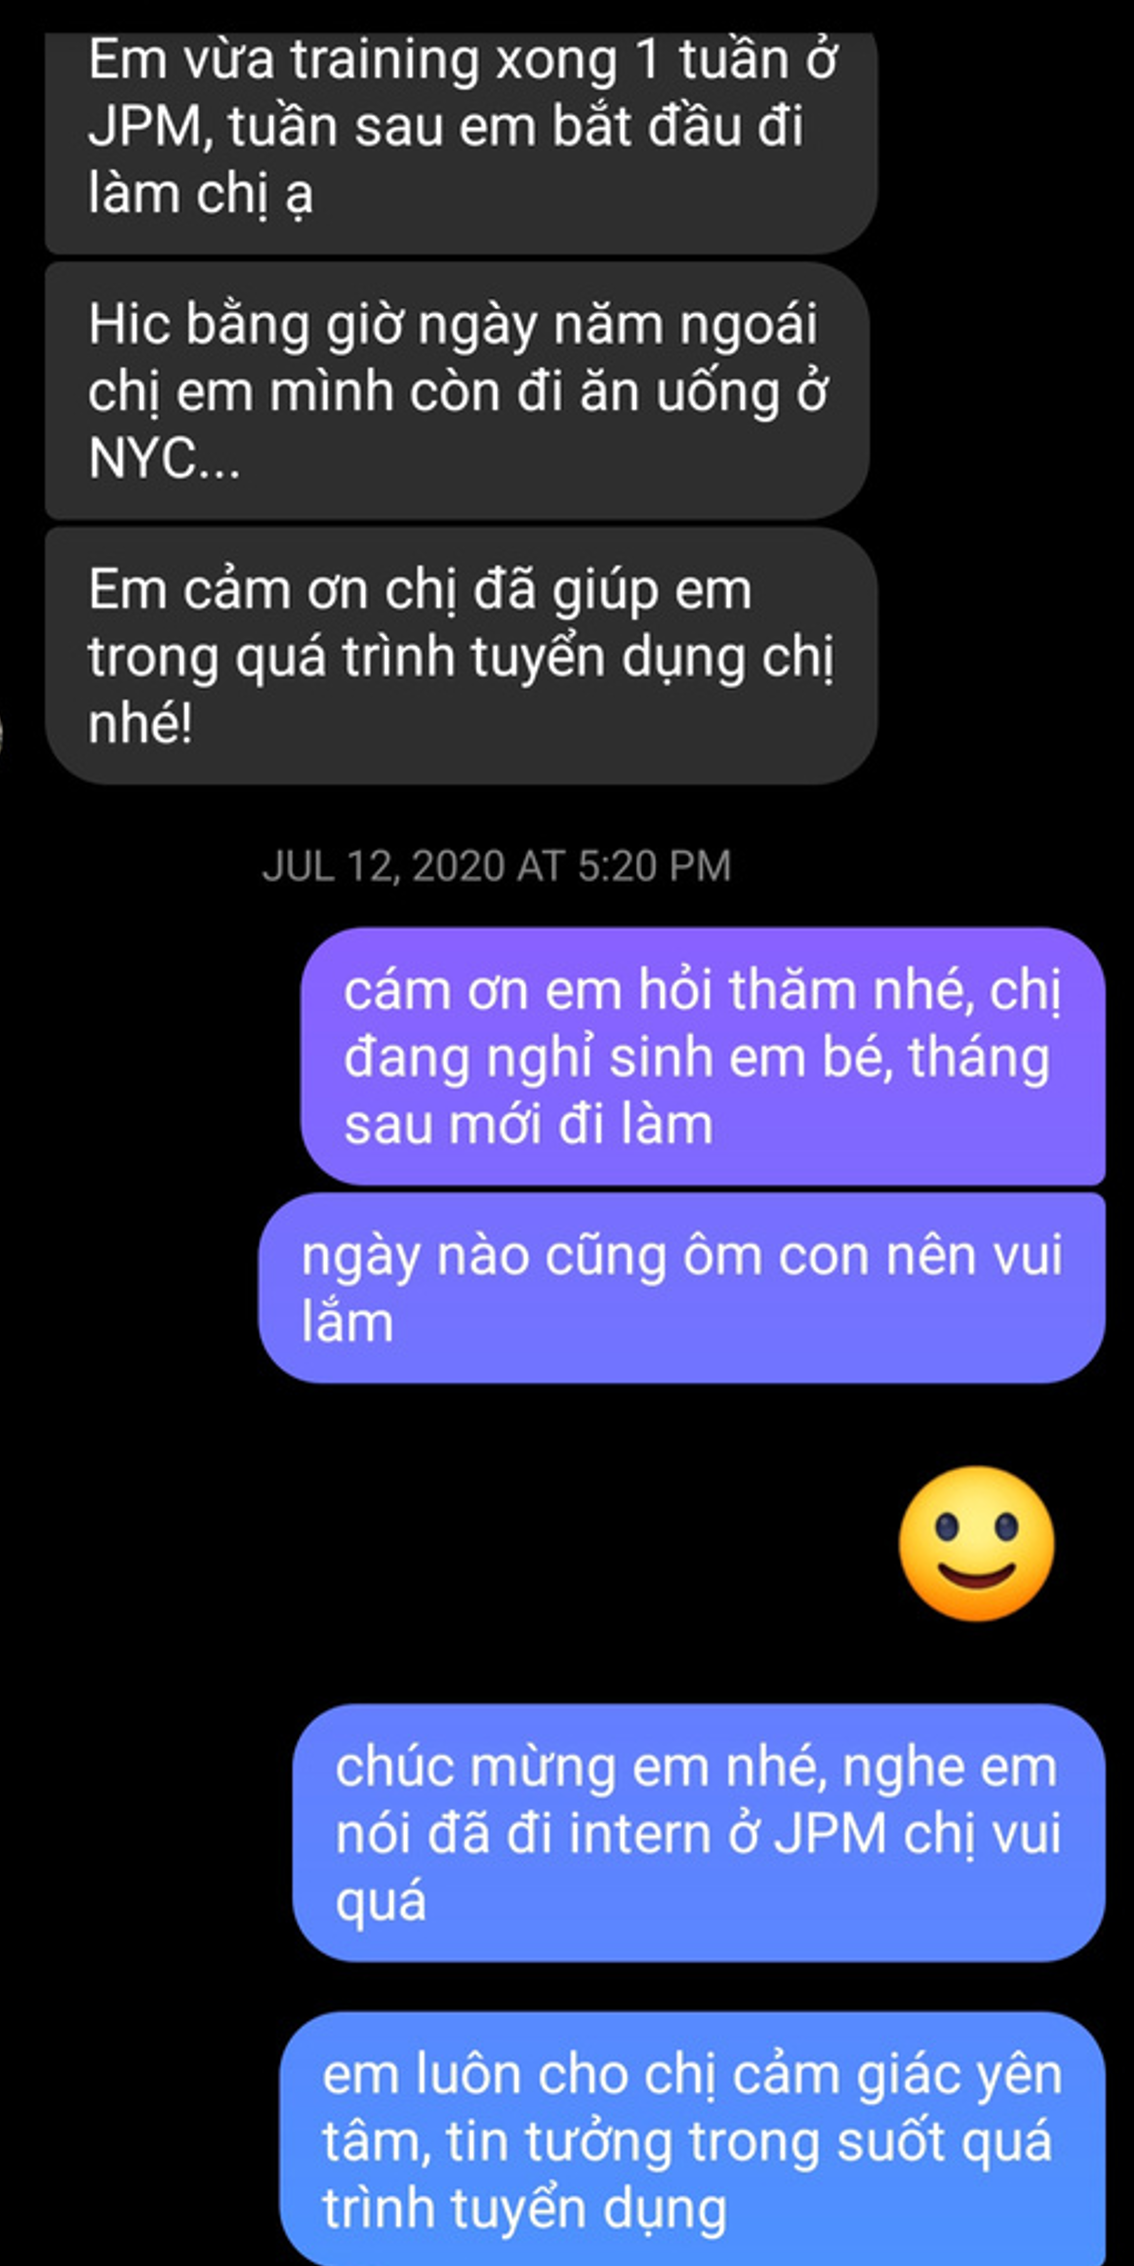 Em vừa training xong 1 tuần ở
JPM, tuần sau em bắt đầu đi
làm chị ạ
Hic bằng giờ ngày năm ngoái
chị em mình còn đi ăn uống ở
NYC...
Em cảm ơn chị đã giúp em
trong quá trình tuyển dụng chị
nhé!
JUL 12, 2020 AT 5:20 PM
cám ơn em hỏi thăm nhé, chị
đang nghỉ sinh em bé, tháng
sau mới đi làm
ngày nào cũng ôm con nên vui
lắm
chúc mừng em nhé, nghe em
nói đã đi intern ở JPM chị vui
quá
em luôn cho chị cảm giác yên
tâm, tin tưởng trong suốt quá
trình tuyển dụng